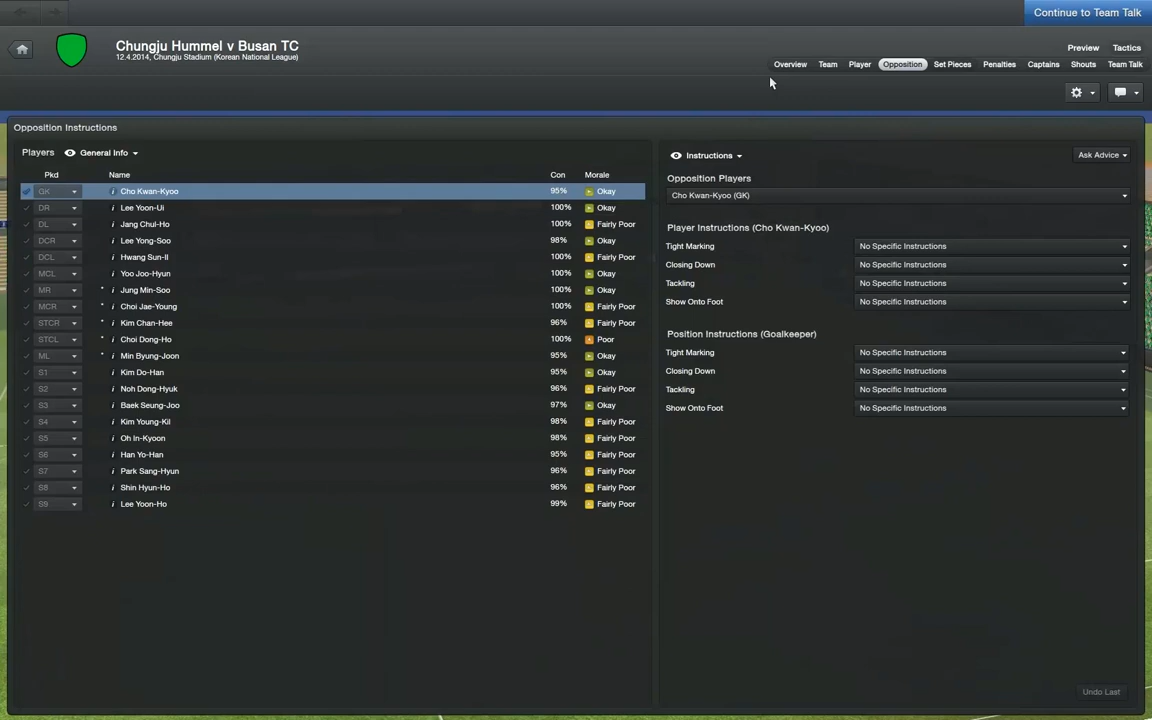 Continue to Team Talk
Chungju Hummel v Busan TC
12.4.2014, Chungju Stadium (Korean National League)
Preview Tactics
Overview Team Player Opposition Set Pieces Penalties Captains Shouts Team Talk
Opposition Instructions
Players General Info
Pkd Name Con Morale
GK i Cho Kwan-Kyoo 95% Okay
DR i Lee Yoon-Ui 100% Okay
DL i Jang Chul-Ho 100% Fairly Poor
DCR i Lee Yong-Soo 98% Okay
DCL i Hwang Sun-Il 100% Fairly Poor
MCL i Yoo Joo-Hyun 100% Okay
MR * i Jung Min-Soo 100% Okay
MCR * i Choi Jae-Young 100% Fairly Poor
STCR * i Kim Chan-Hee 96% Fairly Poor
STCL * i Choi Dong-Ho 100% Poor
ML * i Min Byung-Joon 95% Okay
S1 i Kim Do-Han 95% Okay
S2 i Noh Dong-Hyuk 96% Fairly Poor
S3 i Baek Seung-Joo 97% Okay
S4 i Kim Young-Kil 98% Fairly Poor
S5 i Oh In-Kyoon 98% Fairly Poor
S6 i Han Yo-Han 95% Fairly Poor
S7 i Park Sang-Hyun 96% Fairly Poor
S8 i Shin Hyun-Ho 96% Fairly Poor
S9 i Lee Yoon-Ho 99% Fairly Poor
Instructions Ask Advice
Opposition Players
Cho Kwan-Kyoo (GK)
Player Instructions (Cho Kwan-Kyoo)
Tight Marking No Specific Instructions
Closing Down No Specific Instructions
Tackling No Specific Instructions
Show Onto Foot No Specific Instructions
Position Instructions (Goalkeeper)
Tight Marking No Specific Instructions
Closing Down No Specific Instructions
Tackling No Specific Instructions
Show Onto Foot No Specific Instructions
Undo Last